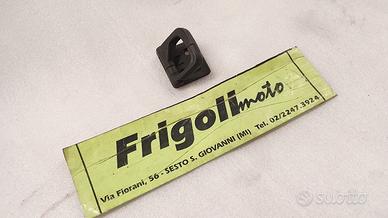 Frigolimoto
Via Fiorani, 56 - SESTO S. GIOVANNI (MI) Tel. 02/2247.3924
subito